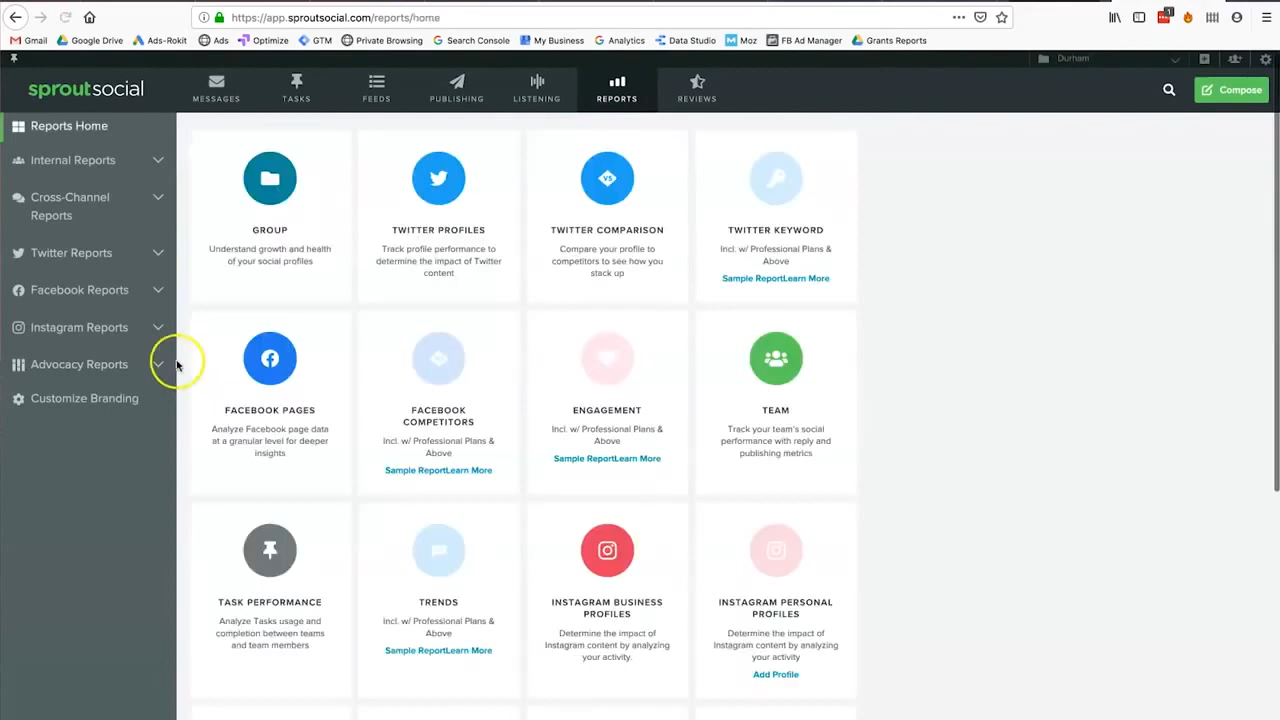 https://app.sproutsocial.com/reports/home
Gmail Google Drive Ads-Rokit Ads Optimize GTM Private Browsing Search Console My Business Analytics Data Studio Moz FB Ad Manager Grants Reports
Durham
sproutsocial
MESSAGES TASKS FEEDS PUBLISHING LISTENING REPORTS REVIEWS
Compose
Reports Home
Internal Reports
Cross-Channel
Reports
Twitter Reports
Facebook Reports
Instagram Reports
Advocacy Reports
Customize Branding
GROUP
Understand growth and health
of your social profiles
TWITTER PROFILES
Track profile performance to
determine the impact of Twitter
content
VS
TWITTER COMPARISON
Compare your profile to
competitors to see how you
stack up
TWITTER KEYWORD
Incl. w/ Professional Plans &
Above
Sample ReportLearn More
FACEBOOK PAGES
Analyze Facebook page data
at a granular level for deeper
insights
FACEBOOK
COMPETITORS
Incl. w/ Professional Plans &
Above
Sample ReportLearn More
ENGAGEMENT
Incl. w/ Professional Plans &
Above
Sample ReportLearn More
TEAM
Track your team's social
performance with reply and
publishing metrics
TASK PERFORMANCE
Analyze Tasks usage and
completion between teams
and team members
TRENDS
Incl. w/ Professional Plans &
Above
Sample ReportLearn More
INSTAGRAM BUSINESS
PROFILES
Determine the impact of
Instagram content by analyzing
your activity.
INSTAGRAM PERSONAL
PROFILES
Determine the impact of
Instagram content by analyzing
your activity
Add Profile